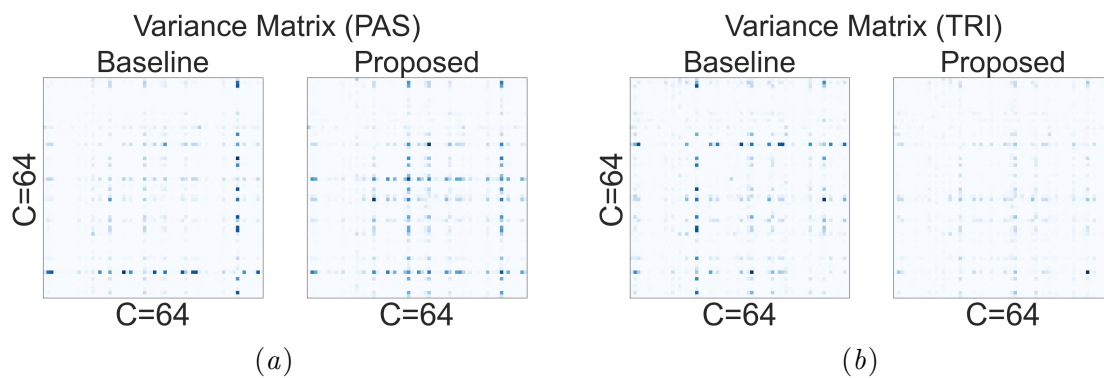 Variance Matrix (PAS)
Baseline Proposed
C=64
C=64 C=64
(a)
Variance Matrix (TRI)
Baseline Proposed
C=64
C=64 C=64
(b)